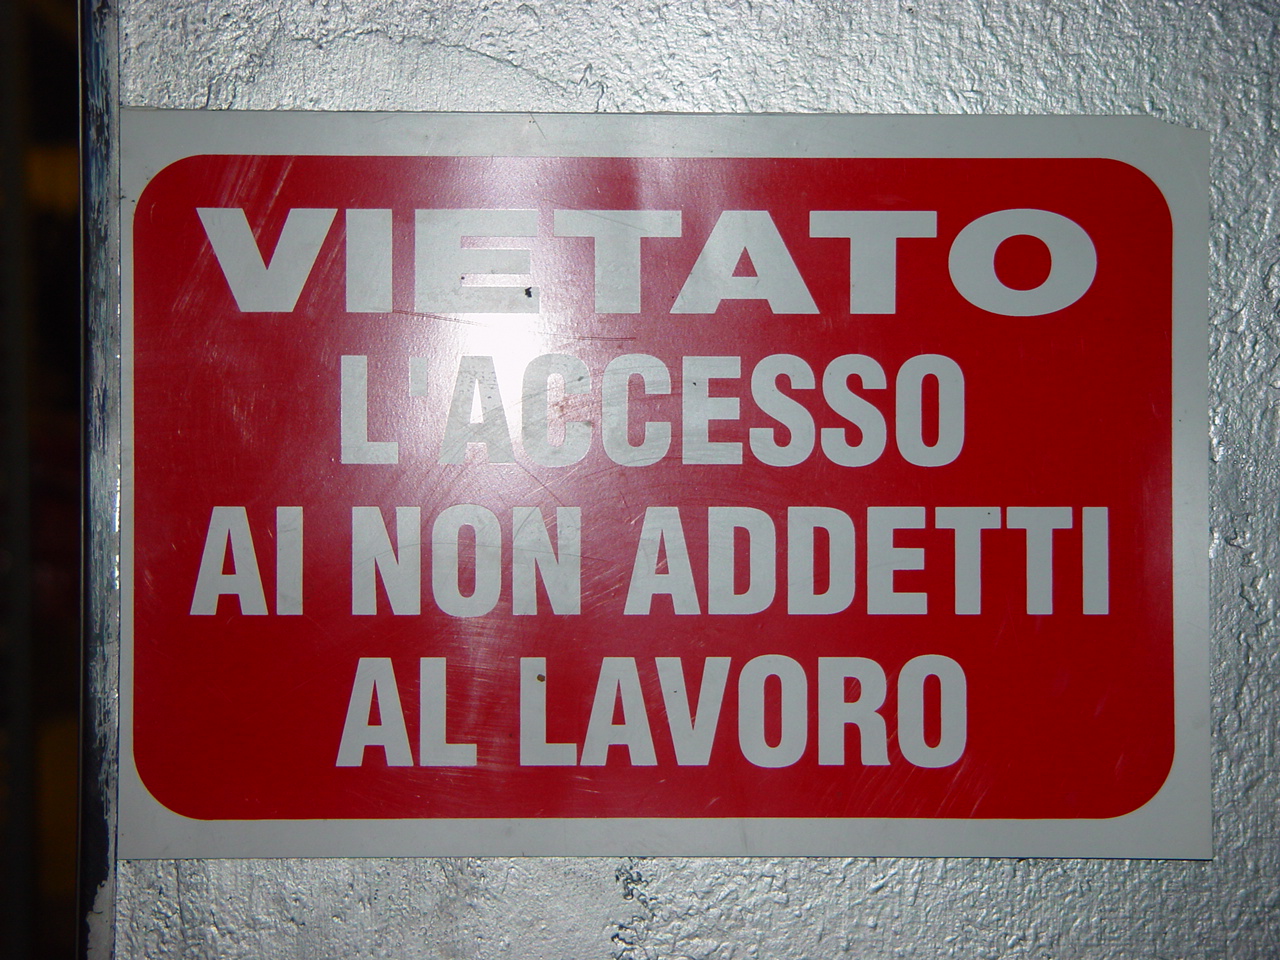 VIETATO
L'ACCESSO
AI NON ADDETTI
AL LAVORO